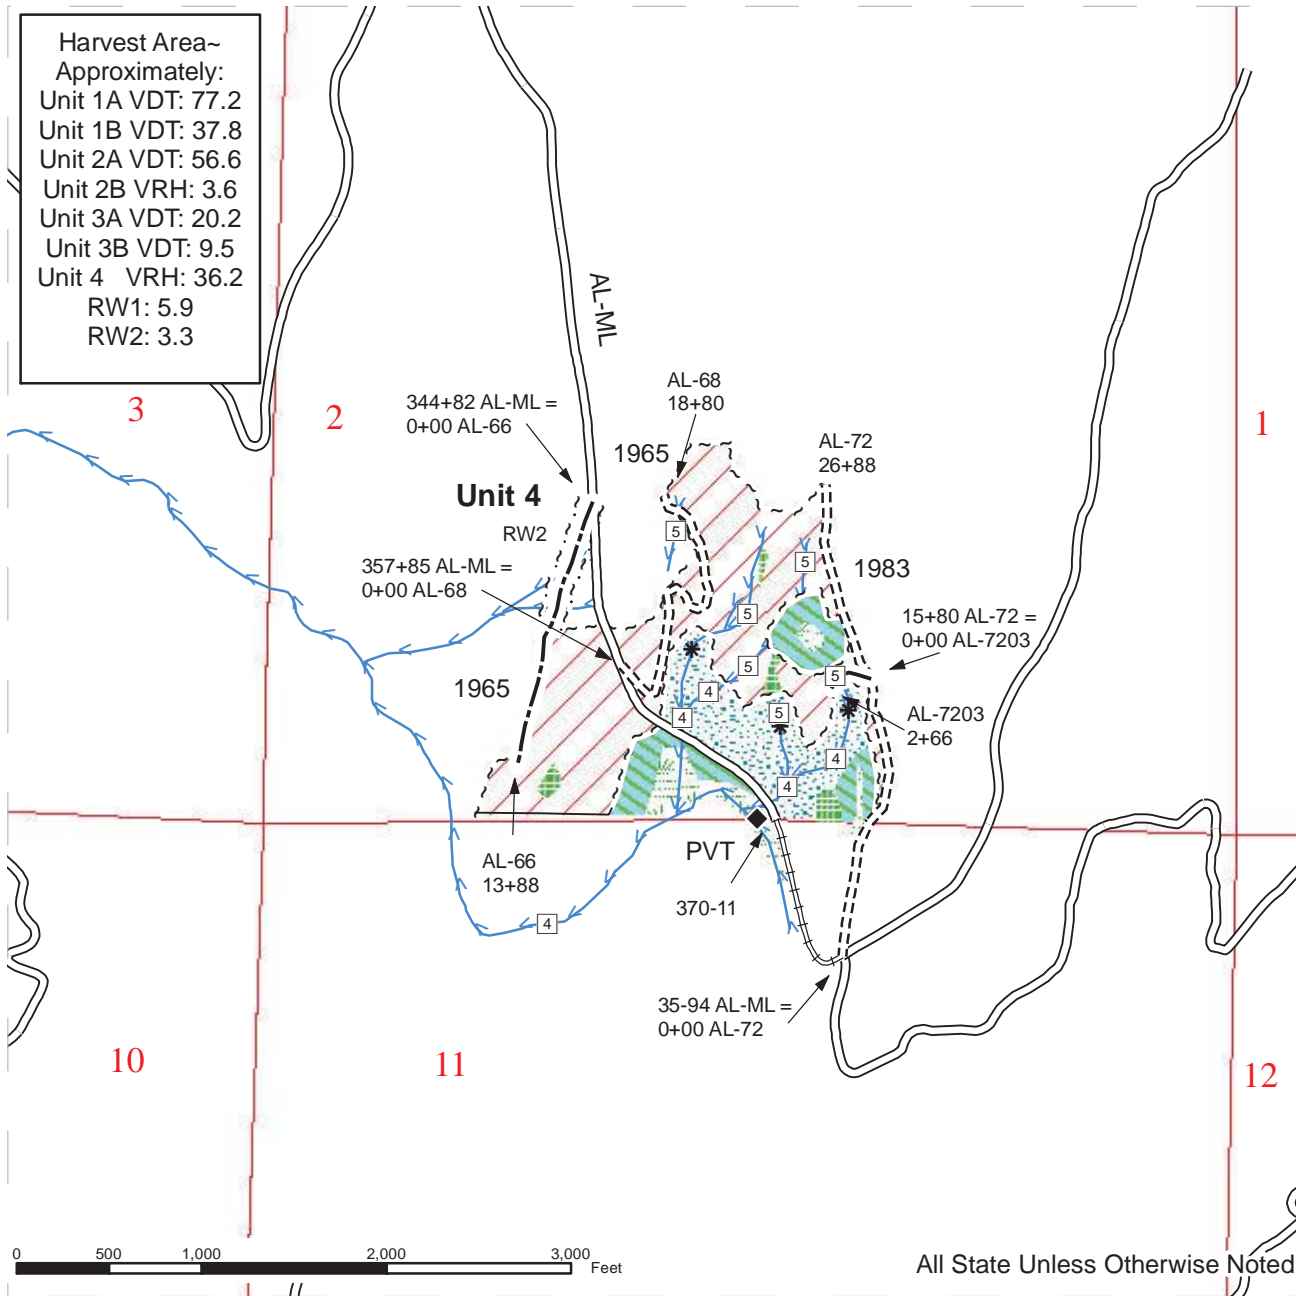 Harvest Area~
Approximately:
Unit 1A VDT: 77.2
Unit 1B VDT: 37.8
Unit 2A VDT: 56.6
Unit 2B VRH: 3.6
Unit 3A VDT: 20.2
Unit 3B VDT: 9.5
Unit 4 VRH: 36.2
RW1: 5.9
RW2: 3.3
AL-ML
3
2
1
344+82 AL-ML =
0+00 AL-66
AL-68
18+80
1965
AL-72
26+88
Unit 4
RW2
5
357+85 AL-ML =
0+00 AL-68
5
1983
5
15+80 AL-72 =
0+00 AL-7203
5
5
1965
4
4
5
AL-7203
2+66
4
4
PVT
AL-66
13+88
370-11
4
35-94 AL-ML =
0+00 AL-72
10
11
12
0 500 1,000 2,000 3,000
Feet
All State Unless Otherwise Noted